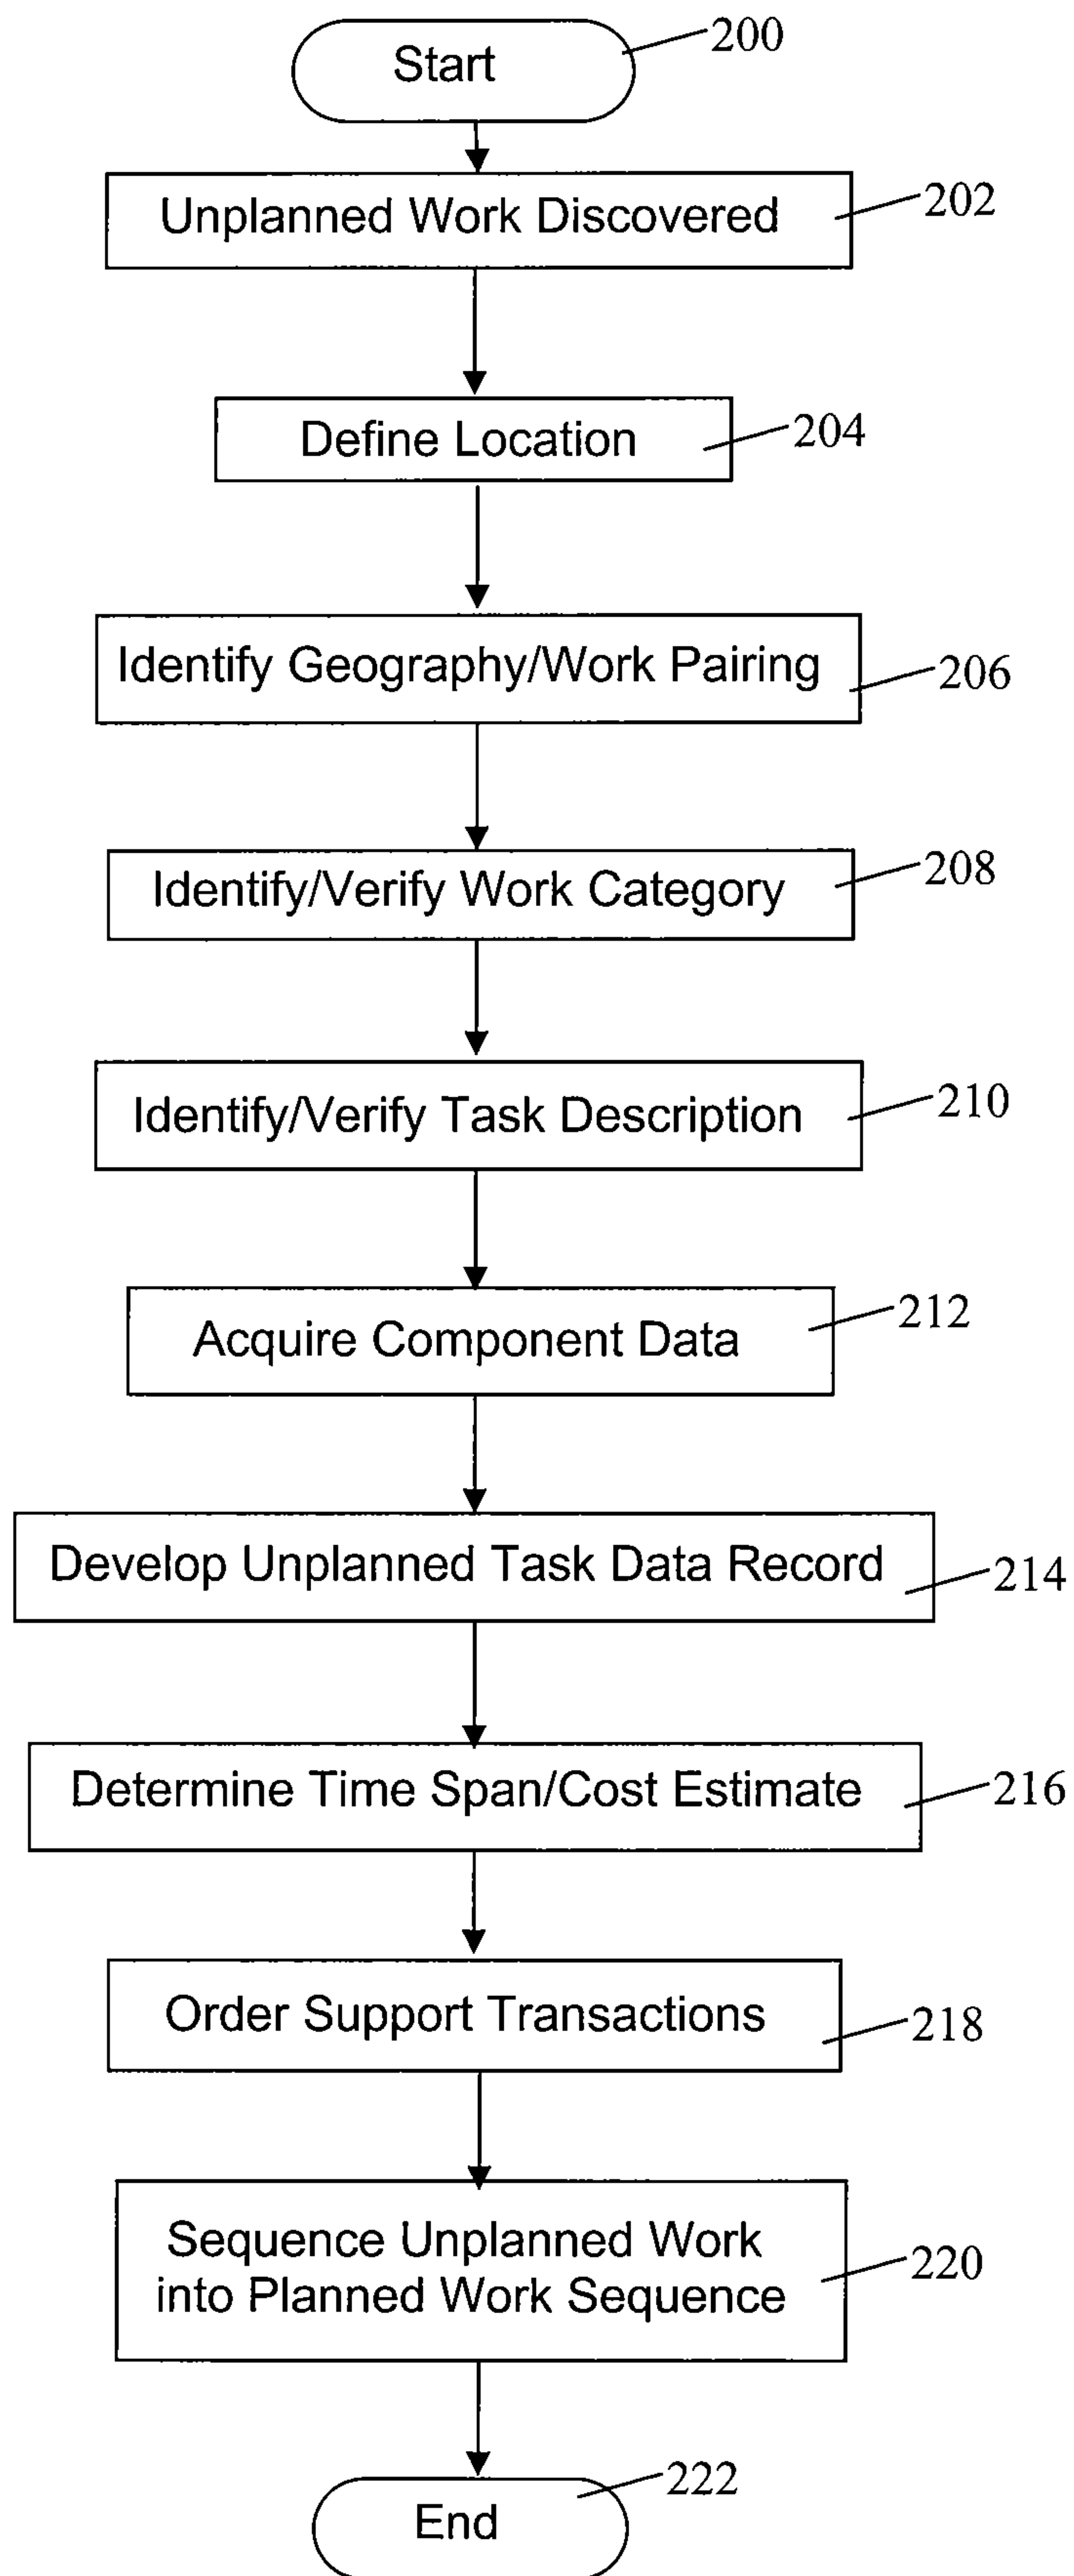 Start
200
Unplanned Work Discovered
202
Define Location
204
Identify Geography/Work Pairing
206
Identify/Verify Work Category
208
Identify/Verify Task Description
210
Acquire Component Data
212
Develop Unplanned Task Data Record
214
Determine Time Span/Cost Estimate
216
Order Support Transactions
218
Sequence Unplanned Work
into Planned Work Sequence
220
End
222